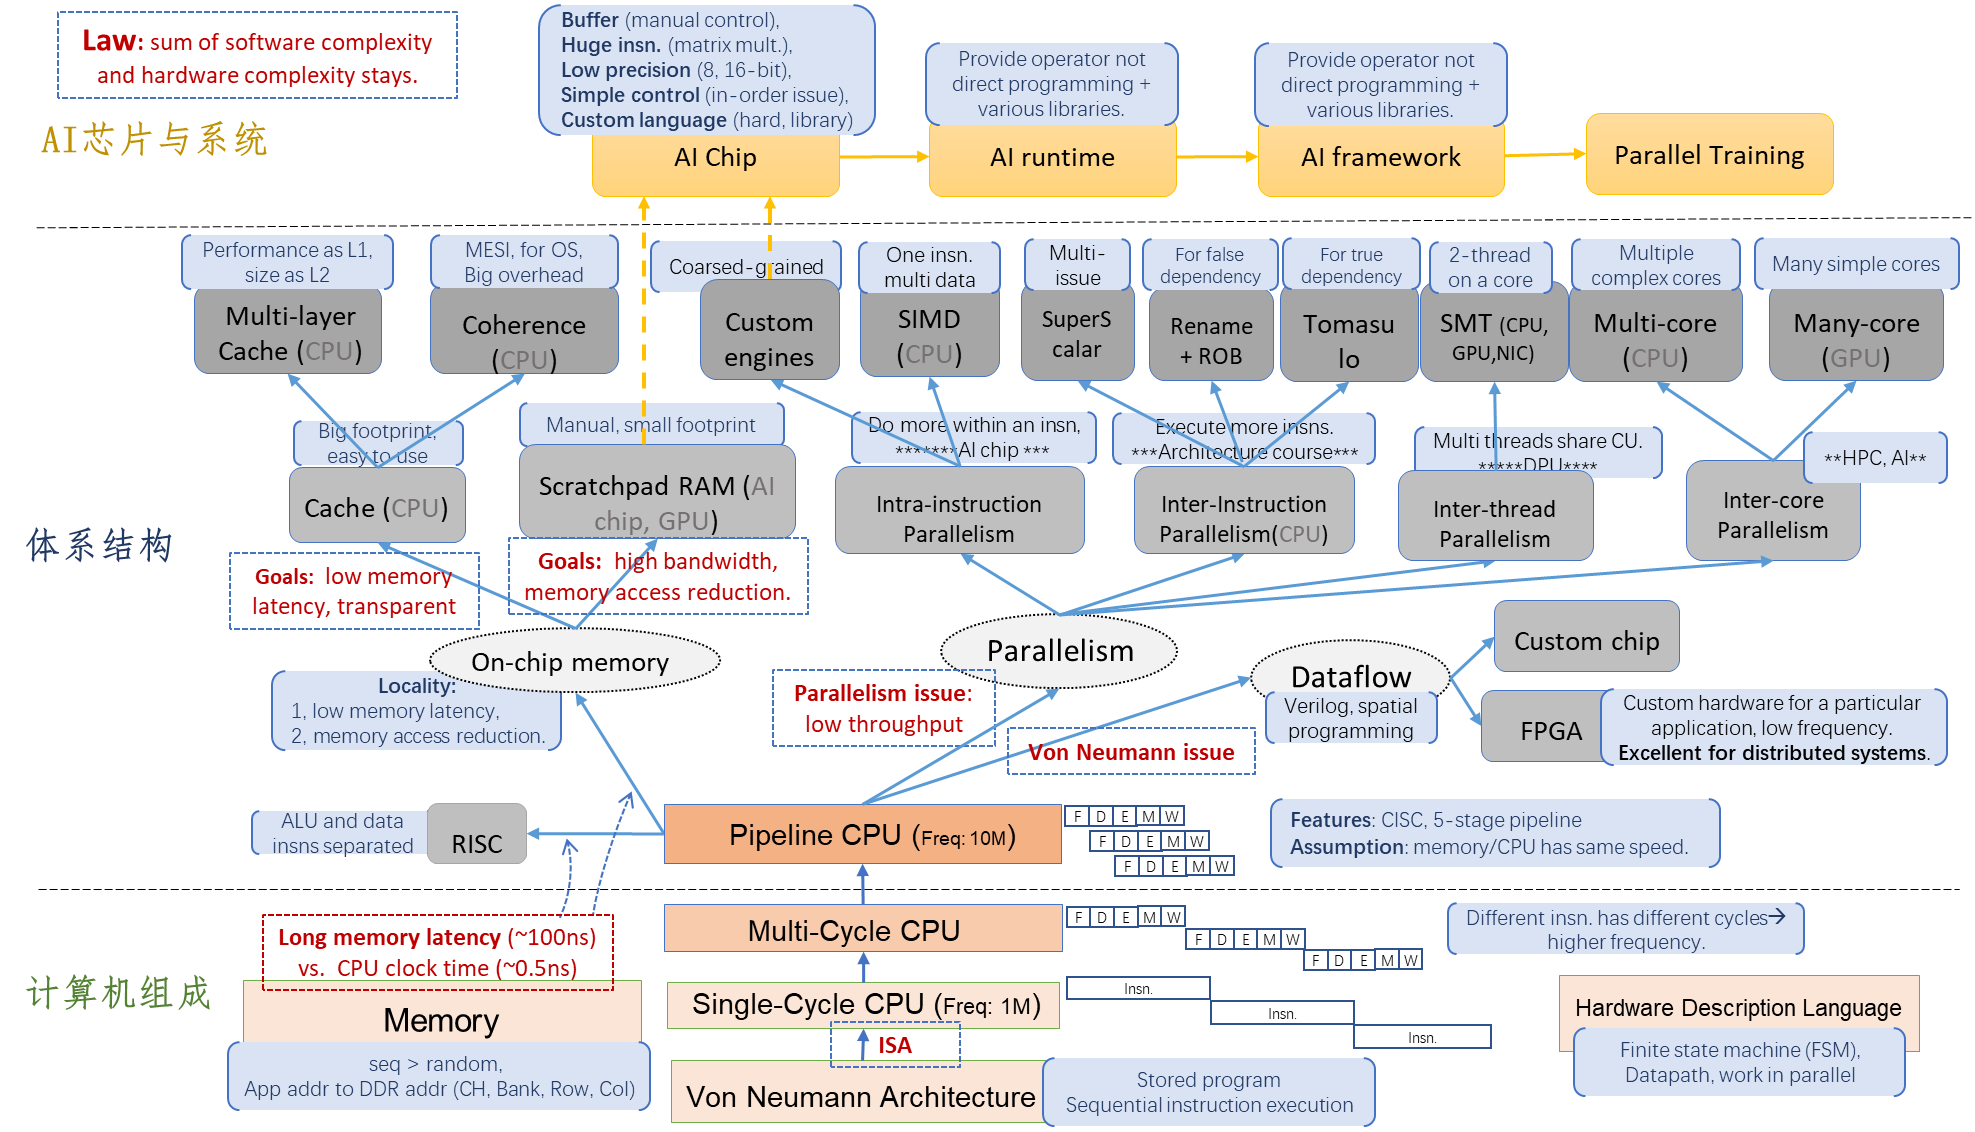 Law: sum of software complexity
and hardware complexity stays.
AI芯片与系统
Buffer (manual control),
Huge insn. (matrix mult.),
Low precision (8, 16-bit),
Simple control (in-order issue),
Custom language (hard, library)
AI Chip
Provide operator not
direct programming +
various libraries.
AI runtime
Provide operator not
direct programming +
various libraries.
AI framework
Parallel Training
Performance as L1,
size as L2
Multi-layer
Cache (CPU)
MESI, for OS,
Big overhead
Coherence
(CPU)
Coarsed-grained
Custom
engines
One insn.
multi data
SIMD
(CPU)
Multi-
issue
SuperS
calar
For false
dependency
Rename
+ ROB
For true
dependency
Tomasu
lo
2-thread
on a core
SMT (CPU,
GPU,NIC)
Multiple
complex cores
Multi-core
(CPU)
Many simple cores
Many-core
(GPU)
体系结构
Big footprint,
easy to use
Cache (CPU)
Manual, small footprint
Scratchpad RAM (AI
chip, GPU)
Do more within an insn,
*******AI chip ***
Intra-instruction
Parallelism
Execute more insns.
***Architecture course***
Inter-Instruction
Parallelism(CPU)
Multi threads share CU.
*****DPU****
Inter-thread
Parallelism
**HPC, AI**
Inter-core
Parallelism
Goals: low memory
latency, transparent
Goals: high bandwidth,
memory access reduction.
On-chip memory
Locality:
1, low memory latency,
2, memory access reduction.
Parallelism
Parallelism issue:
low throughput
Von Neumann issue
Dataflow
Verilog, spatial
programming
Custom chip
FPGA
Custom hardware for a particular
application, low frequency.
Excellent for distributed systems.
ALU and data
insns separated
RISC
Pipeline CPU (Freq: 10M)
F D E M W
F D E M W
F D E M W
Features: CISC, 5-stage pipeline
Assumption: memory/CPU has same speed.
计算机组成
Long memory latency (~100ns)
vs. CPU clock time (~0.5ns)
Memory
seq > random,
App addr to DDR addr (CH, Bank, Row, Col)
Multi-Cycle CPU
F D E M W
F D E M W
F D E M W
Different insn. has different cycles→
higher frequency.
Single-Cycle CPU (Freq: 1M)
Insn.
Insn.
Insn.
ISA
Von Neumann Architecture
Stored program
Sequential instruction execution
Hardware Description Language
Finite state machine (FSM),
Datapath, work in parallel